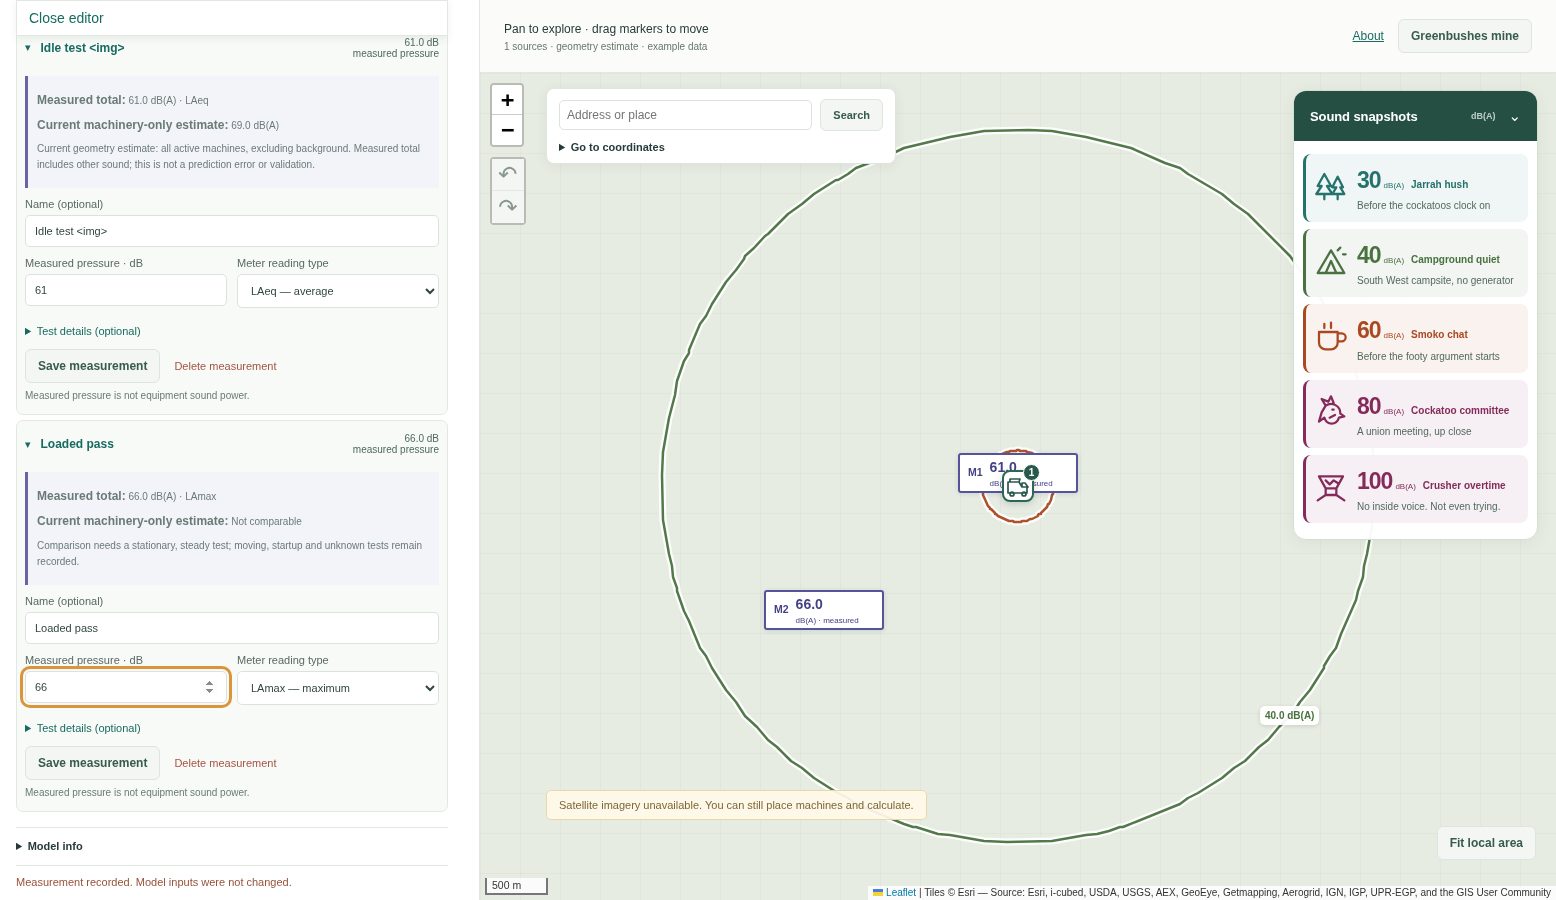 Close editor
Idle test <img>
61.0 dB
measured pressure
Measured total: 61.0 dB(A) · LAeq
Current machinery-only estimate: 69.0 dB(A)
Current geometry estimate: all active machines, excluding background. Measured total
includes other sound; this is not a prediction error or validation.
Name (optional)
Idle test <img>
Measured pressure · dB
Meter reading type
61
LAeq — average
Test details (optional)
Save measurement
Delete measurement
Measured pressure is not equipment sound power.
Loaded pass
66.0 dB
measured pressure
Measured total: 66.0 dB(A) · LAmax
Current machinery-only estimate: Not comparable
Comparison needs a stationary, steady test; moving, startup and unknown tests remain
recorded.
Name (optional)
Loaded pass
Measured pressure · dB
Meter reading type
66
LAmax — maximum
Test details (optional)
Save measurement
Delete measurement
Measured pressure is not equipment sound power.
Model info
Measurement recorded. Model inputs were not changed.
Pan to explore · drag markers to move
1 sources · geometry estimate · example data
About
Greenbushes mine
+
−
Address or place
Search
Go to coordinates
Sound snapshots
dB(A)
30 dB(A) Jarrah hush
Before the cockatoos clock on
40 dB(A) Campground quiet
South West campsite, no generator
60 dB(A) Smoko chat
Before the footy argument starts
80 dB(A) Cockatoo committee
A union meeting, up close
100 dB(A) Crusher overtime
No inside voice. Not even trying.
M1 61.0
1
M2 66.0
dB(A) · measured
40.0 dB(A)
Satellite imagery unavailable. You can still place machines and calculate.
Fit local area
500 m
Leaflet | Tiles © Esri — Source: Esri, i-cubed, USDA, USGS, AEX, GeoEye, Getmapping, Aerogrid, IGN, IGP, UPR-EGP, and the GIS User Community